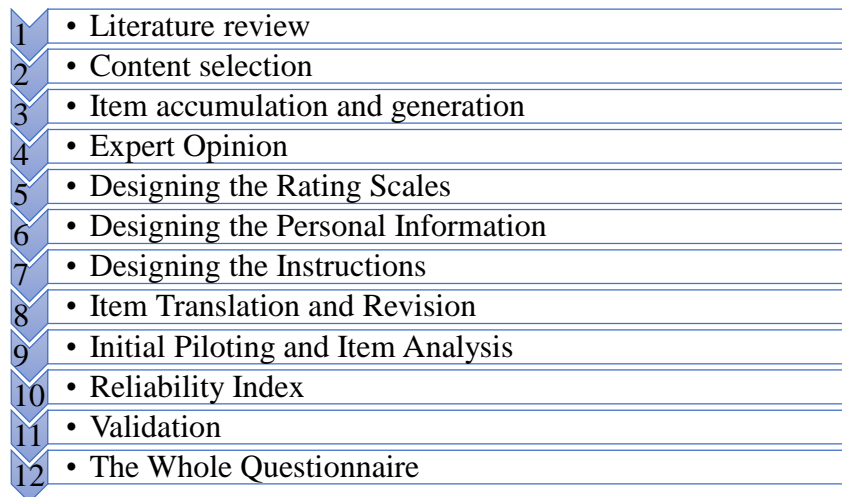 1 • Literature review
2 • Content selection
3 • Item accumulation and generation
4 • Expert Opinion
5 • Designing the Rating Scales
6 • Designing the Personal Information
7 • Designing the Instructions
8 • Item Translation and Revision
9 • Initial Piloting and Item Analysis
10 • Reliability Index
11 • Validation
12 • The Whole Questionnaire